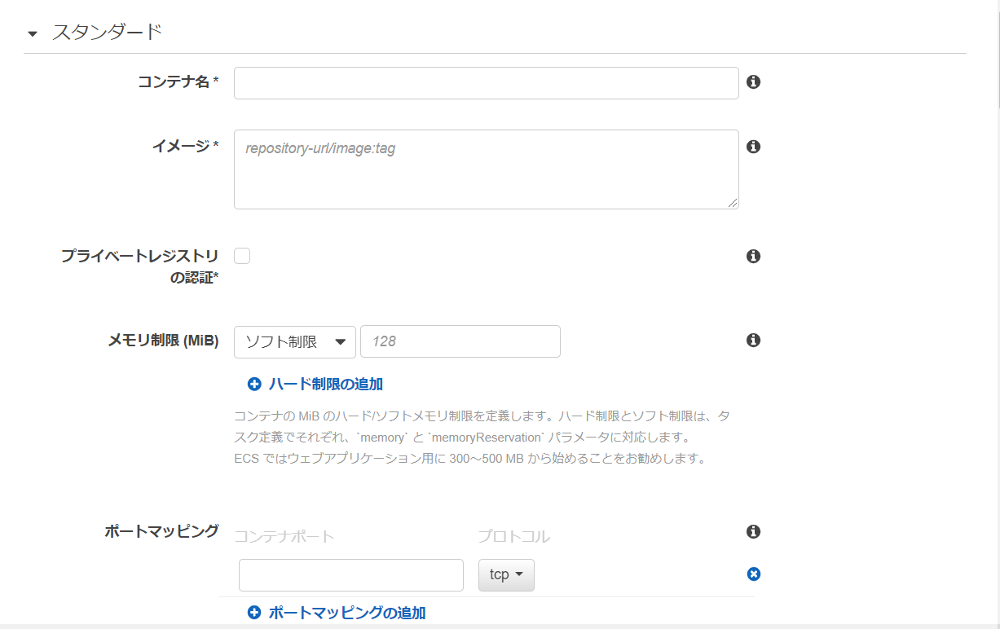 スタンダード
コンテナ名*
イメージ*
repository-url/image:tag
プライベートレジストリ
の認証*
メモリ制限 (MiB)
ソフト制限
128
ハード制限の追加
コンテナの MiB のハード/ソフトメモリ制限を定義します。ハード制限とソフト制限は、タ
スク定義でそれぞれ、`memory` と `memoryReservation` パラメータに対応します。
ECS ではウェブアプリケーション用に 300～500 MB から始めることをお勧めします。
ポートマッピング
コンテナポート
プロトコル
tcp
ポートマッピングの追加